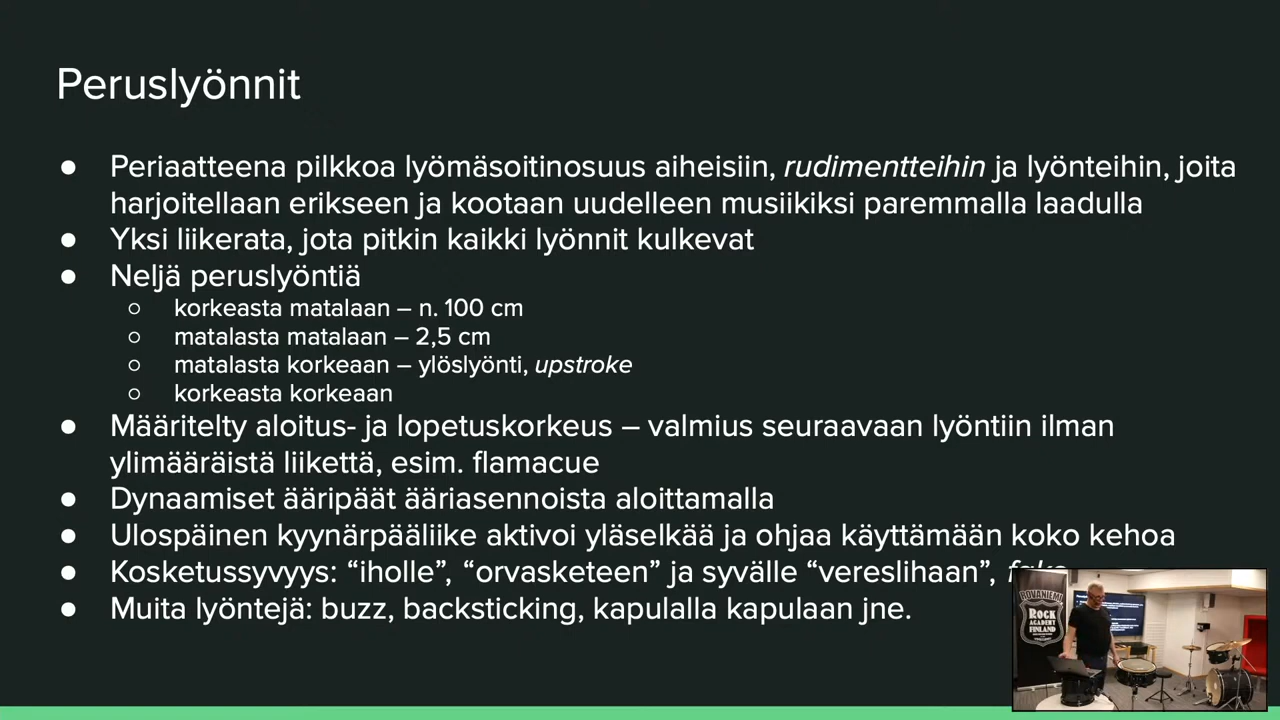 Peruslyönnit
● Periaatteena pilkkoa lyömäsoitinosuus aiheisiin, rudimentteihin ja lyönteihin, joita
harjoitellaan erikseen ja kootaan uudelleen musiikiksi paremmalla laadulla
● Yksi liikerata, jota pitkin kaikki lyönnit kulkevat
● Neljä peruslyöntiä
○ korkeasta matalaan – n. 100 cm
○ matalasta matalaan – 2,5 cm
○ matalasta korkeaan – ylöslyönti, upstroke
○ korkeasta korkeaan
● Määritelty aloitus- ja lopetuskorkeus – valmius seuraavaan lyöntiin ilman
ylimääräistä liikettä, esim. flamacue
● Dynaamiset ääripäät ääriasennoista aloittamalla
● Ulospäinen kyynärpääliike aktivoi yläselkää ja ohjaa käyttämään koko kehoa
● Kosketussyvyys: “iholle”, “orvasketeen” ja syvälle “vereslihaan”,
● Muita lyöntejä: buzz, backsticking, kapulalla kapulaan jne.
ROVANIEMI
ROCK
ACADEMY
FINLAND